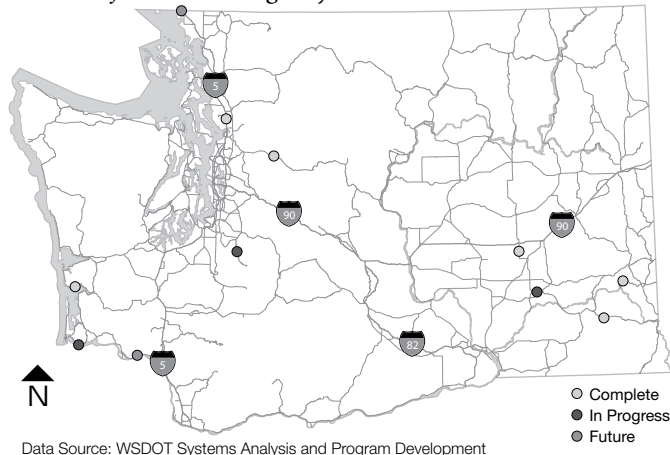 5
90
90
82
5
N
Complete
In Progress
Future
Data Source: WSDOT Systems Analysis and Program Development